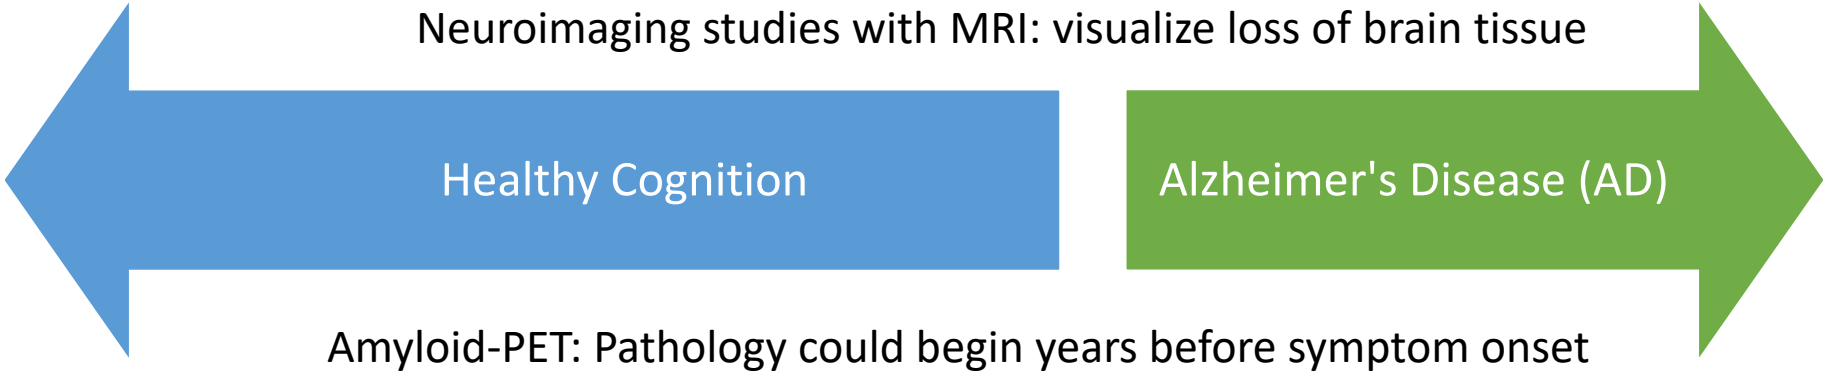 Neuroimaging studies with MRI: visualize loss of brain tissue
Healthy Cognition
Alzheimer's Disease (AD)
Amyloid-PET: Pathology could begin years before symptom onset